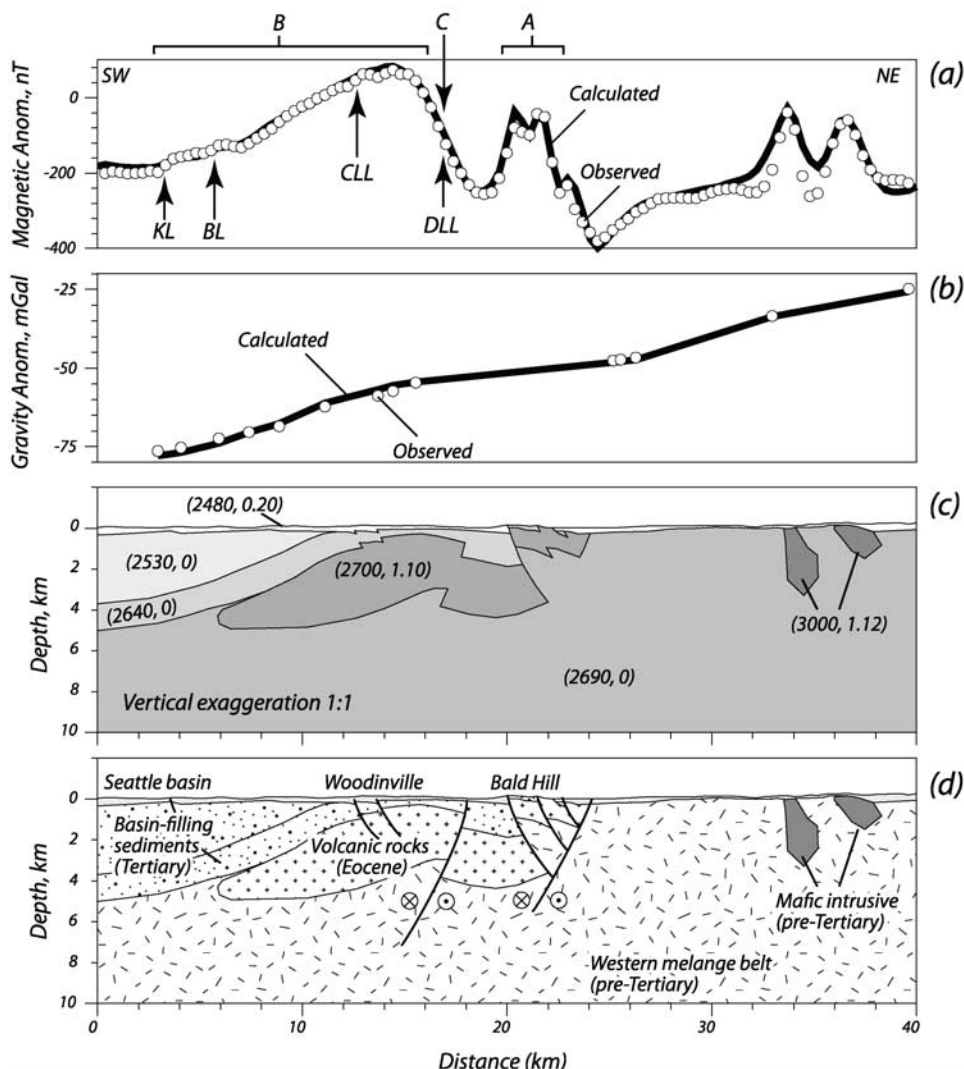 B
C
A
SW
NE
(a)
Magnetic Anom., nT
0
-200
-400
Calculated
Observed
KL
BL
CLL
DLL
(b)
Gravity Anom., mGal
-25
-50
-75
Calculated
Observed
(c)
Depth, km
0
2
4
6
8
10
(2480, 0.20)
(2530, 0)
(2640, 0)
(2700, 1.10)
(3000, 1.12)
(2690, 0)
Vertical exaggeration 1:1
(d)
Depth, km
0
2
4
6
8
10
Seattle basin
Woodinville
Bald Hill
Basin-filling
sediments
(Tertiary)
Volcanic rocks
(Eocene)
Mafic intrusive
(pre-Tertiary)
Western melange belt
(pre-Tertiary)
0
10
20
30
40
Distance (km)